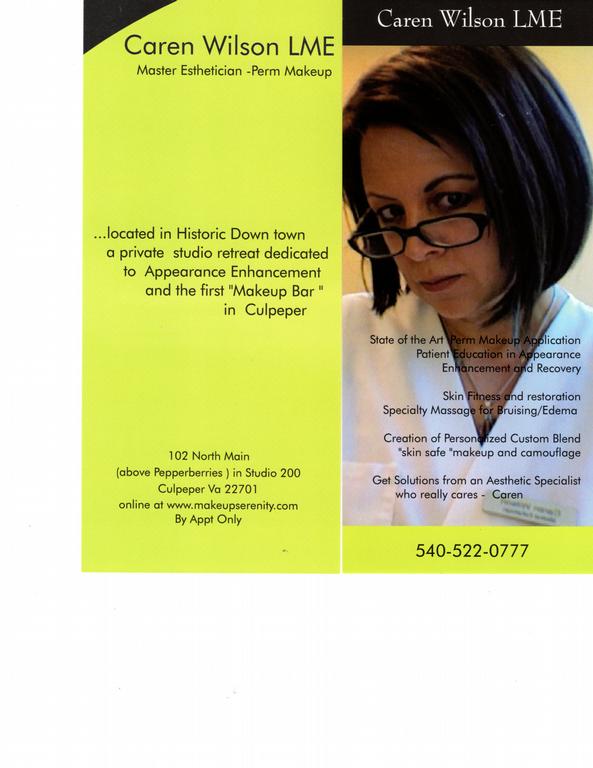 Caren Wilson LME
Master Esthetician -Perm Makeup
...located in Historic Down town
a private studio retreat dedicated
to Appearance Enhancement
and the first "Makeup Bar "
in Culpeper
102 North Main
(above Pepperberries ) in Studio 200
Culpeper Va 22701
online at www.makeupserenity.com
By Appt Only
Caren Wilson LME
State of the Art Perm Makeup Application
Patient Education in Appearance
Enhancement and Recovery
Skin Fitness and restoration
Specialty Massage for Bruising/Edema
Creation of Personalized Custom Blend
"skin safe "makeup and camouflage
Get Solutions from an Aesthetic Specialist
who really cares - Caren
540-522-0777